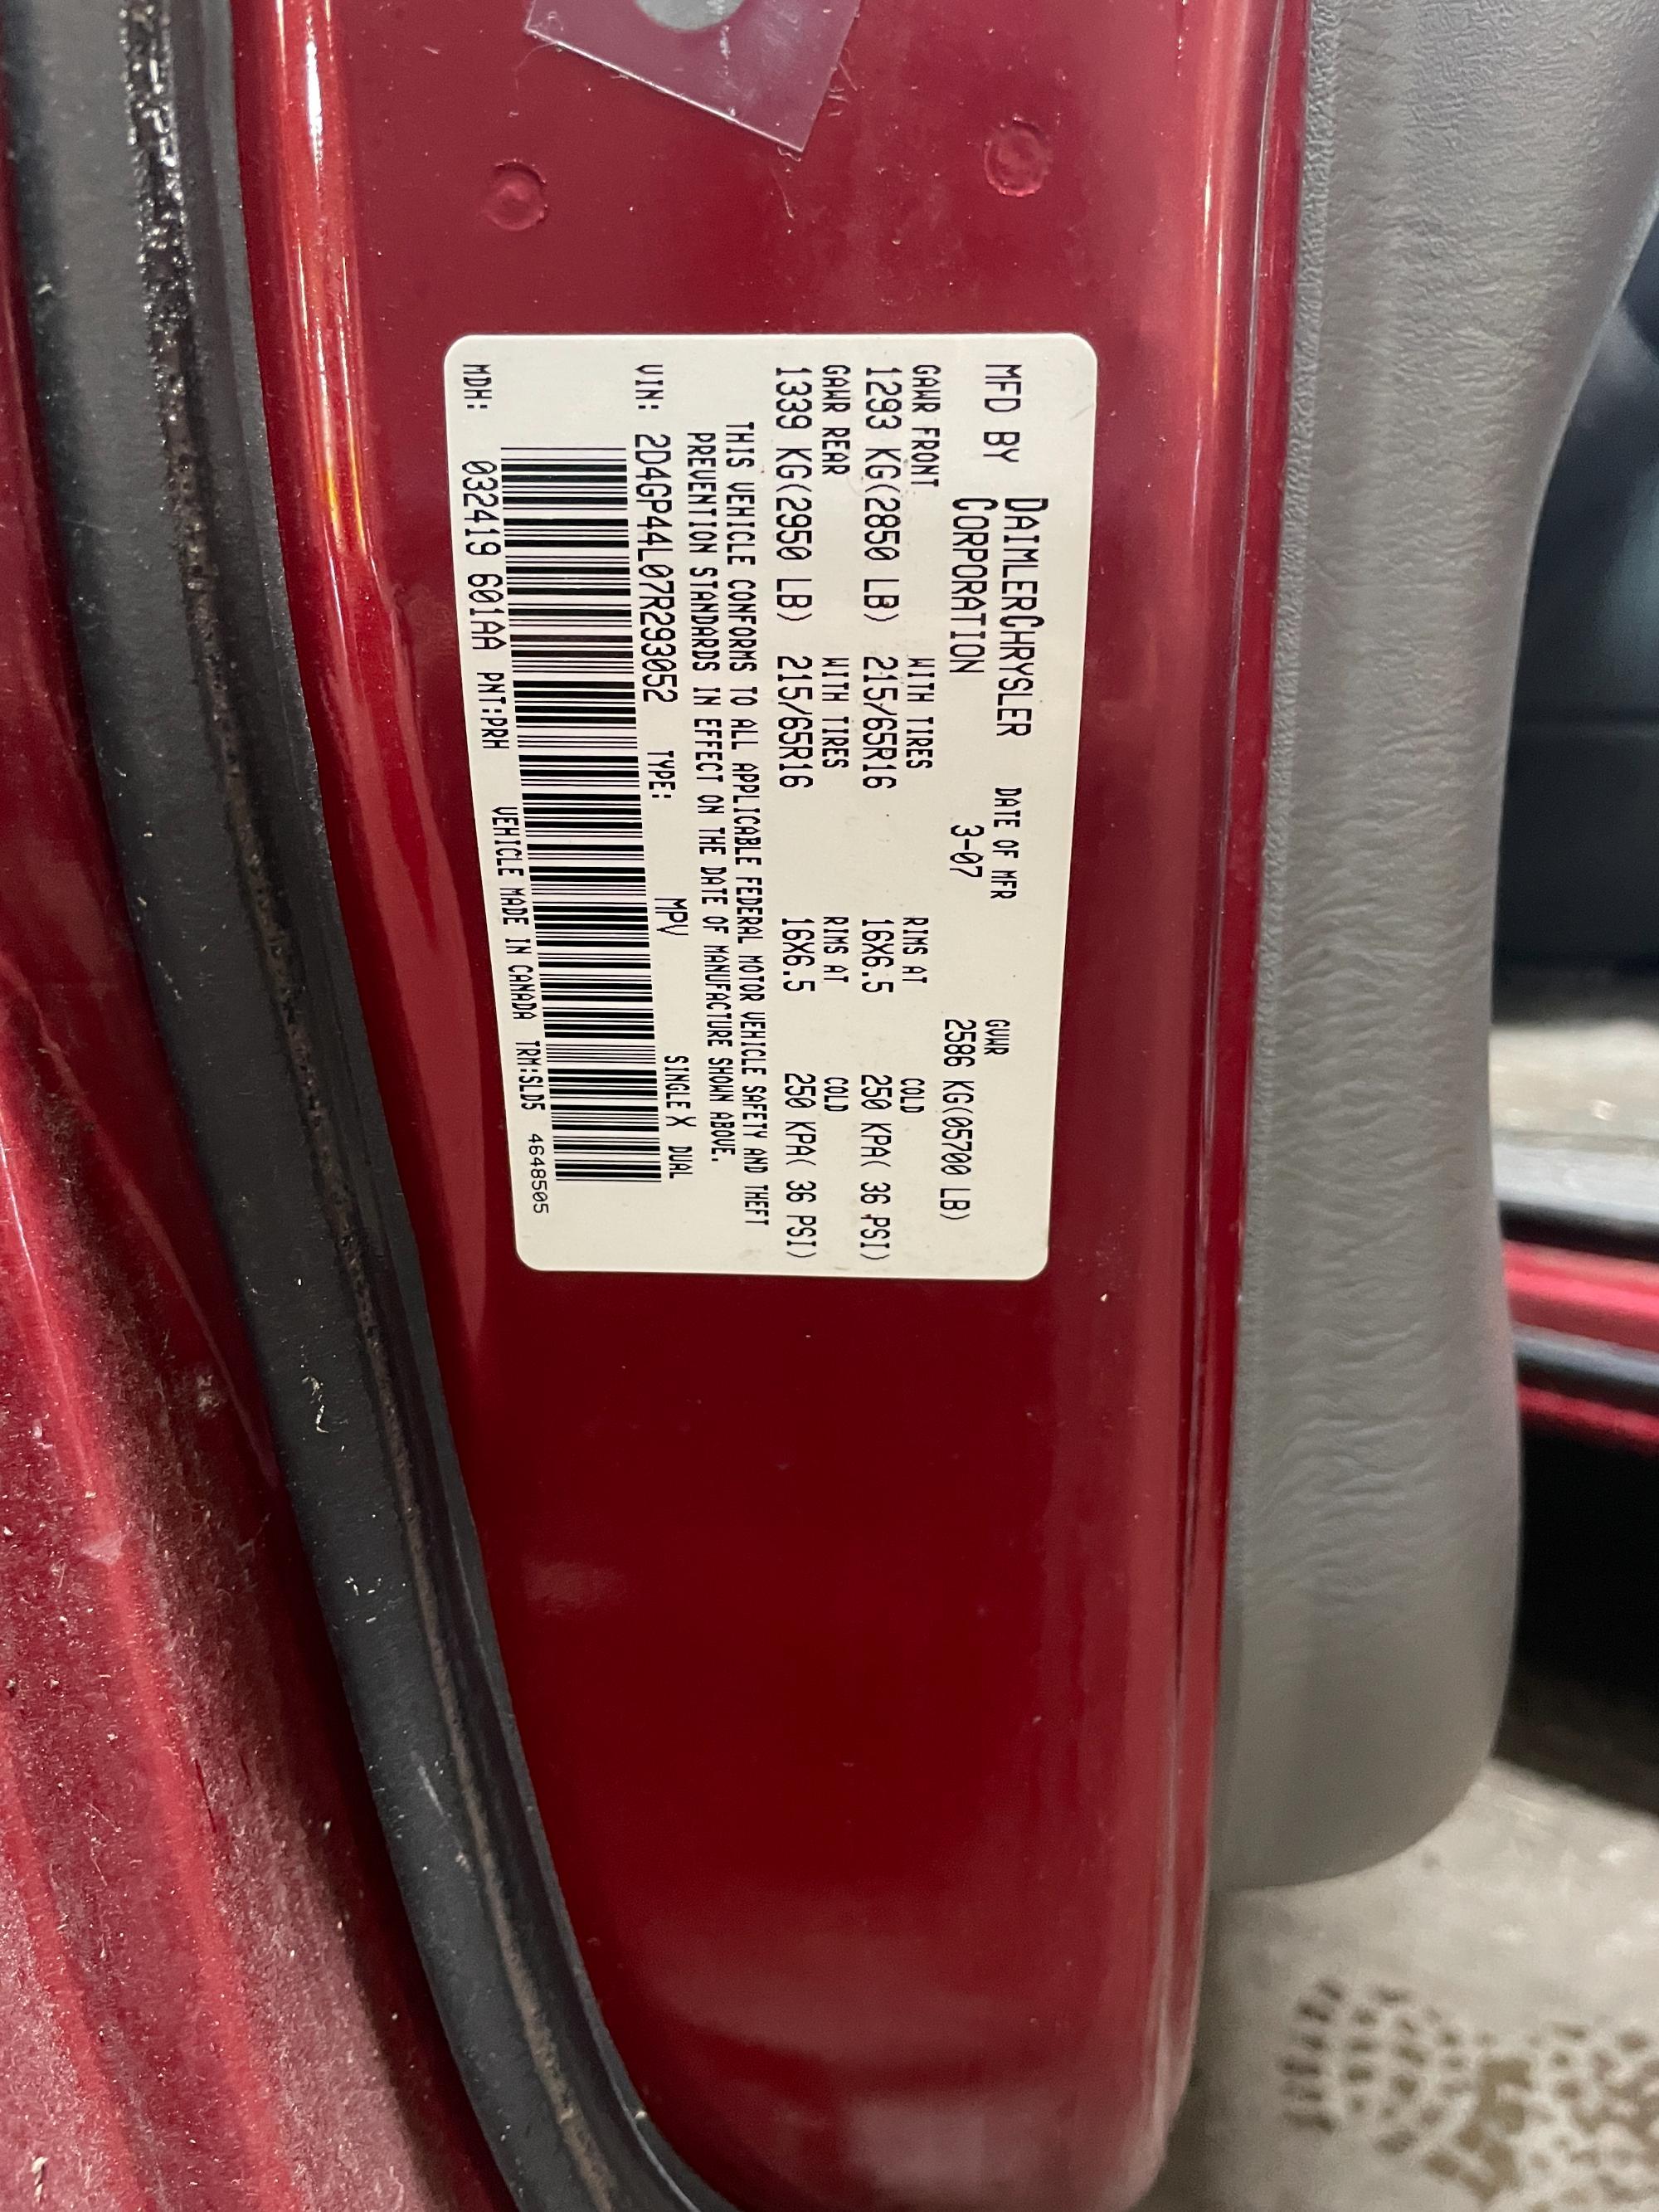 MFD BY DAIMLERCHRYSLER DATE OF MFR GVWR
CORPORATION 3-07 2586 KG(05700 LB)
GAWR FRONT WITH TIRES RIMS AT COLD
1293 KG(2850 LB) 215/65R16 16X6.5 250 KPA( 36 PSI)
GAWR REAR WITH TIRES RIMS AT COLD
1339 KG(2950 LB) 215/65R16 16X6.5 250 KPA( 36 PSI)
THIS VEHICLE CONFORMS TO ALL APPLICABLE FEDERAL MOTOR VEHICLE SAFETY AND THEFT
PREVENTION STANDARDS IN EFFECT ON THE DATE OF MANUFACTURE SHOWN ABOVE.
VIN: 2D4GP44L07R293052 TYPE: MPV SINGLE X DUAL
MDH: 032419 601AA PNT:PRH VEHICLE MADE IN CANADA TRM:SLD5 4648505